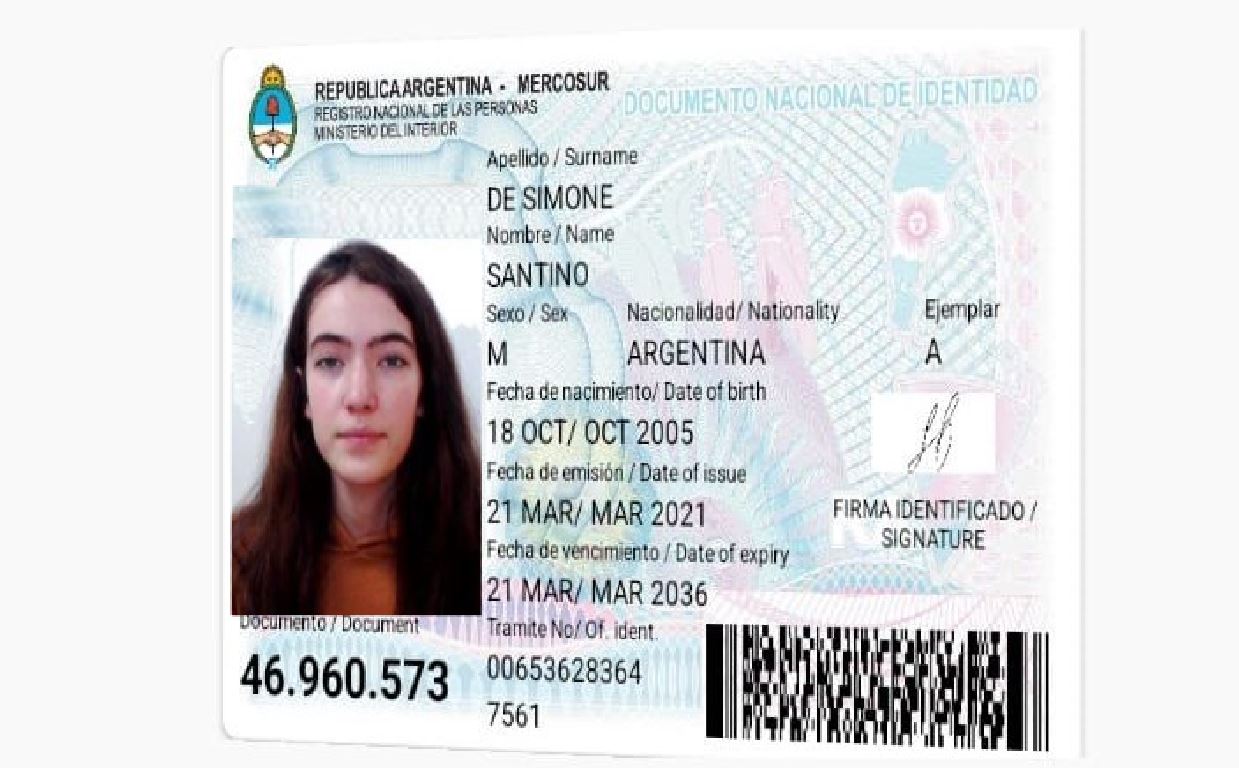 REPUBLICA ARGENTINA - MERCOSUR
REGISTRO NACIONAL DE LAS PERSONAS
MINISTERIO DEL INTERIOR
DOCUMENTO NACIONAL DE IDENTIDAD
Apellido / Surname
DE SIMONE
Nombre / Name
SANTINO
Sexo / Sex Nacionalidad/ Nationality Ejemplar
M ARGENTINA A
Fecha de nacimiento/ Date of birth
18 OCT/ OCT 2005
Fecha de emisión / Date of issue
21 MAR/ MAR 2021
Fecha de vencimiento / Date of expiry
21 MAR/ MAR 2036
FIRMA IDENTIFICADO /
SIGNATURE
Documento / Document
46.960.573
Tramite No/ Of. ident.
00653628364
7561